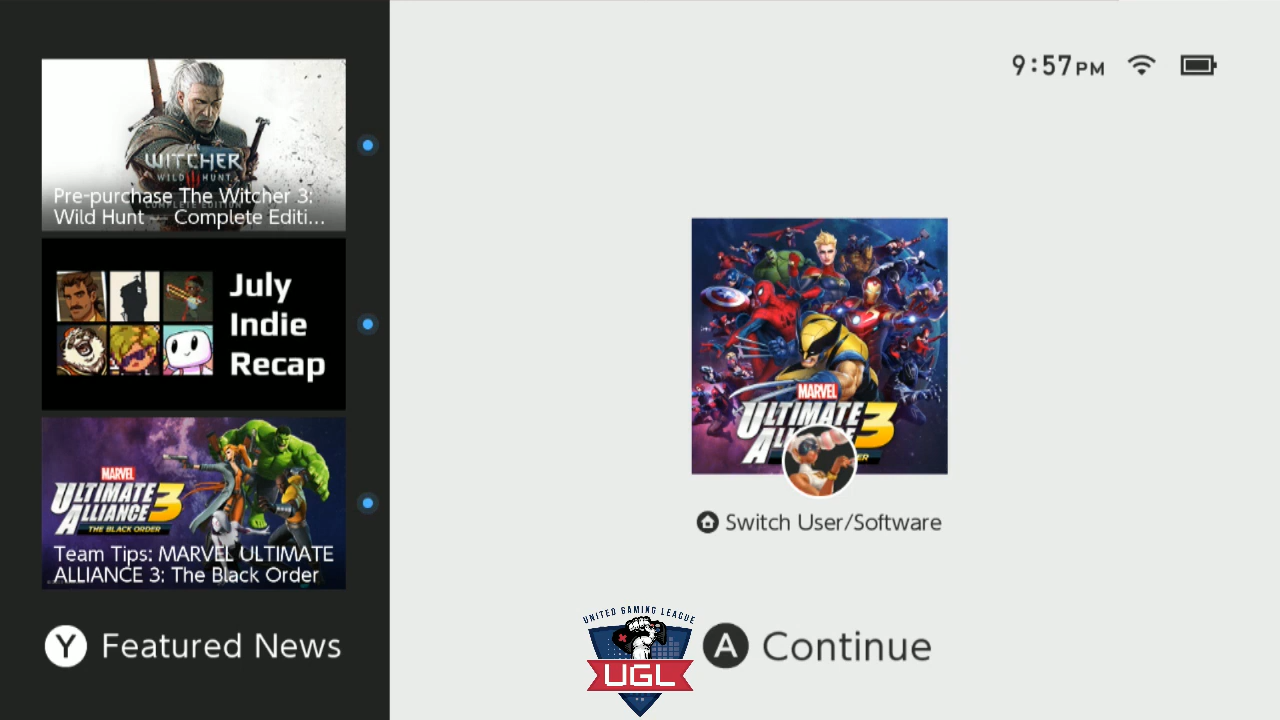 9:57PM
THE
WITCHER
WILD HUNT
COMPLETE EDITION
Pre-purchase The Witcher 3:
Wild Hunt — Complete Editi...
July
Indie
Recap
MARVEL
ULTIMATE
ALLIANCE 3
THE BLACK ORDER
Team Tips: MARVEL ULTIMATE
ALLIANCE 3: The Black Order
Y Featured News
MARVEL
ULTIMATE
3
Switch User/Software
UNITED GAMING LEAGUE
UGL
A Continue